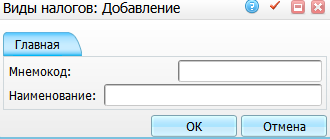 Виды налогов: Добавление
Главная
Мнемокод:
Наименование:
ОК Отмена